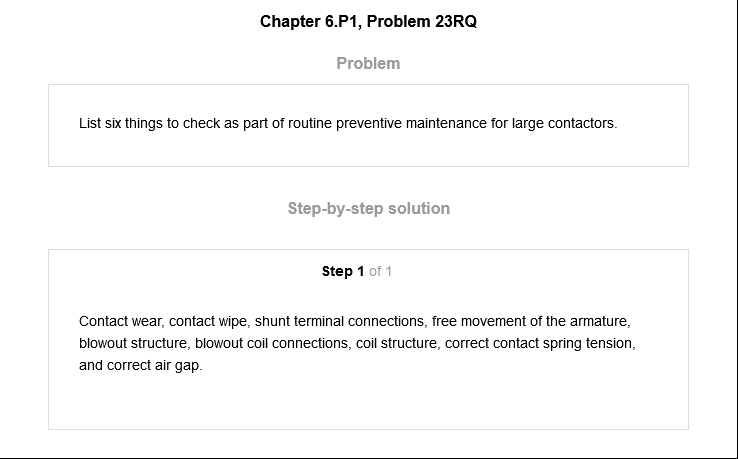 Chapter 6.P1, Problem 23RQ
Problem
List six things to check as part of routine preventive maintenance for large contactors.
Step-by-step solution
Step 1 of 1
Contact wear, contact wipe, shunt terminal connections, free movement of the armature,
blowout structure, blowout coil connections, coil structure, correct contact spring tension,
and correct air gap.